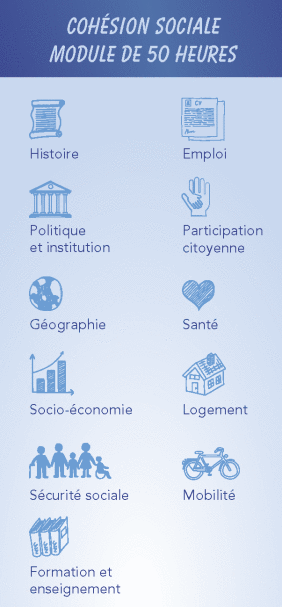 COHÉSION SOCIALE
MODULE DE 50 HEURES
Histoire
CV
Emploi
Politique
et institution
Participation
citoyenne
Géographie
Santé
Socio-économie
Logement
Sécurité sociale
Mobilité
Formation et
enseignement